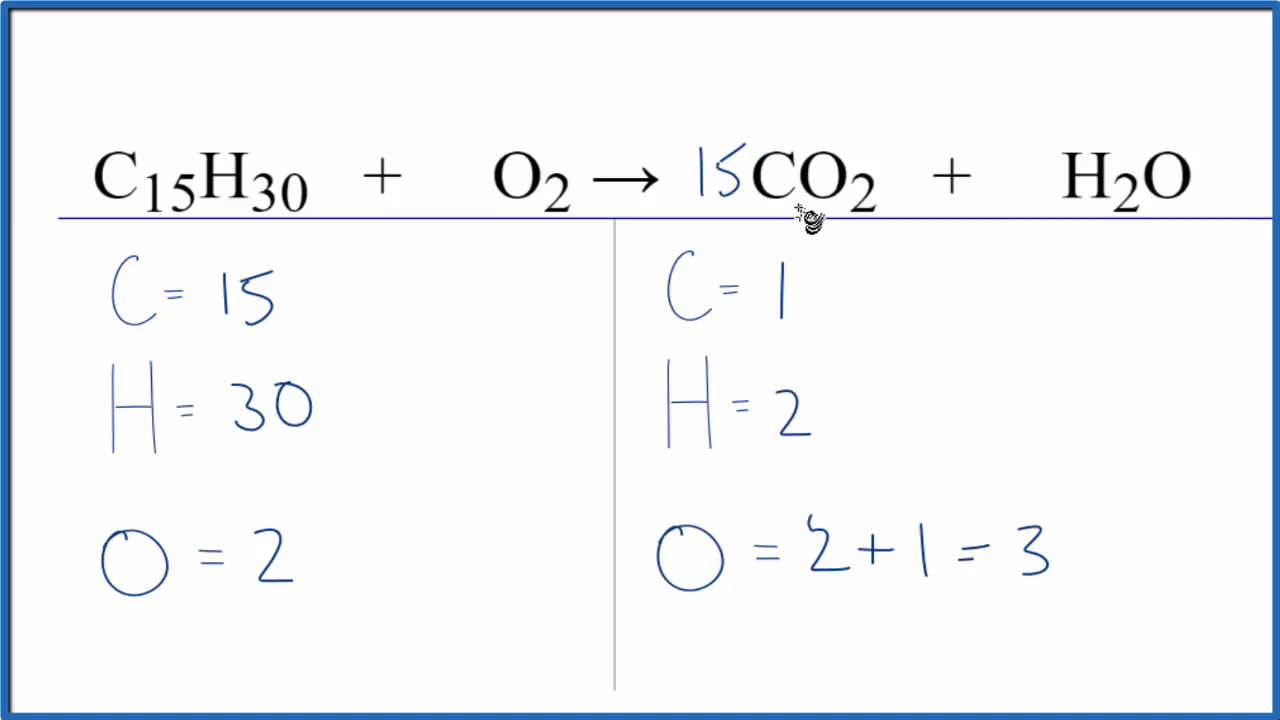 C₁₅H₃₀ + O₂ → 15CO₂ + H₂O
C = 15
H = 30
O = 2
C = 1
H = 2
O = 2 + 1 = 3